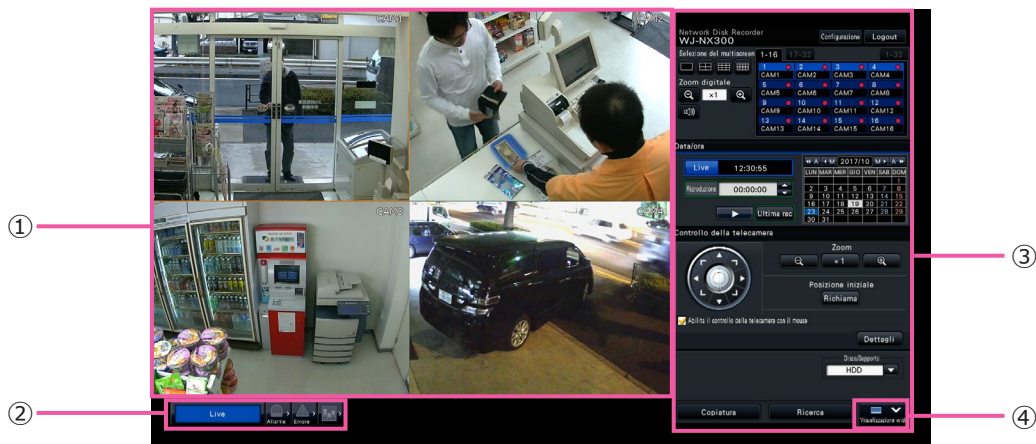 CAM1
CAM2
CAM3
CAM4
①
②
③
④
Live
Allarme
Errore
Network Disk Recorder
WJ-NX300
Configurazione
Logout
Selezione del multiscreen
1-16
17-32
1-32
1 2 3 4
CAM1 CAM2 CAM3 CAM4
5 6 7 8
CAM5 CAM6 CAM7 CAM8
9 10 11 12
CAM9 CAM10 CAM11 CAM12
13 14 15 16
CAM13 CAM14 CAM15 CAM16
Zoom digitale
×1
Data/ora
Live 12:30:55
Riproduzione 00:00:00
Ultima rec
A M 2017/10 M A
LUN MAR MER GIO VEN SAB DOM
1
2 3 4 5 6 7 8
9 10 11 12 13 14 15
16 17 18 19 20 21 22
23 24 25 26 27 28 29
30 31
Controllo della telecamera
Zoom
×1
Posizione iniziale
Richiama
Abilita il controllo della telecamera con il mouse
Dettagli
Disco/Supporto
HDD
Copiatura
Ricerca
Visualizzazione